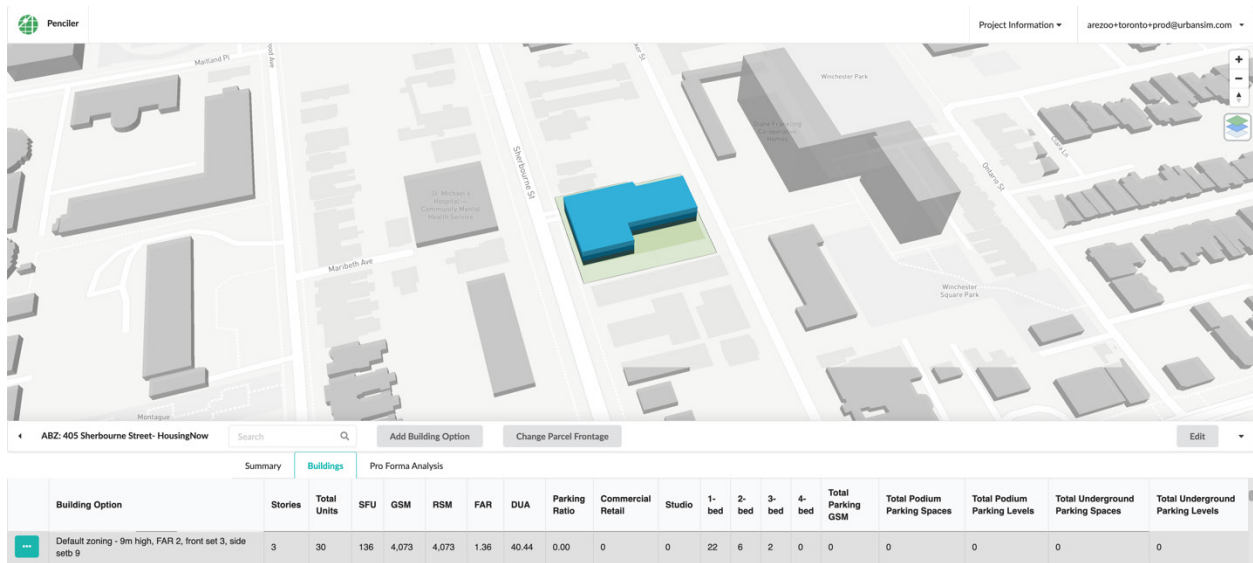 Penciler
Project Information
arezoo+toronto+prod@urbansim.com
Maitland Pl
Winchester Park
Sherbourne St
Ontario St
St. Michael's
Hospital —
Community Mental
Health Service
Maribeth Ave
Winchester
Square Park
Montague
ABZ: 405 Sherbourne Street- HousingNow
Search
Add Building Option
Change Parcel Frontage
Edit
Summary
Buildings
Pro Forma Analysis
Building Option Stories Total Units SFU GSM RSM FAR DUA Parking Ratio Commercial Retail Studio 1-bed 2-bed 3-bed 4-bed Total Parking GSM Total Podium Parking Spaces Total Podium Parking Levels Total Underground Parking Spaces Total Underground Parking Levels
Default zoning - 9m high, FAR 2, front set 3, side
setb 9
3 30 136 4,073 4,073 1.36 40.44 0.00 0 0 22 6 2 0 0 0 0 0 0